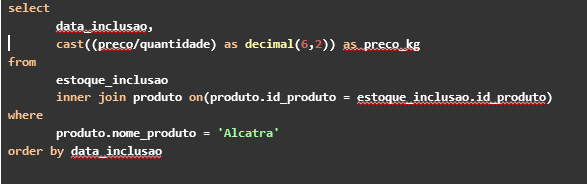 select
data_inclusao,
cast((preco/quantidade) as decimal(6,2)) as preco_kg
from
estoque_inclusao
inner join produto on(produto.id_produto = estoque_inclusao.id_produto)
where
produto.nome_produto = 'Alcatra'
order by data_inclusao